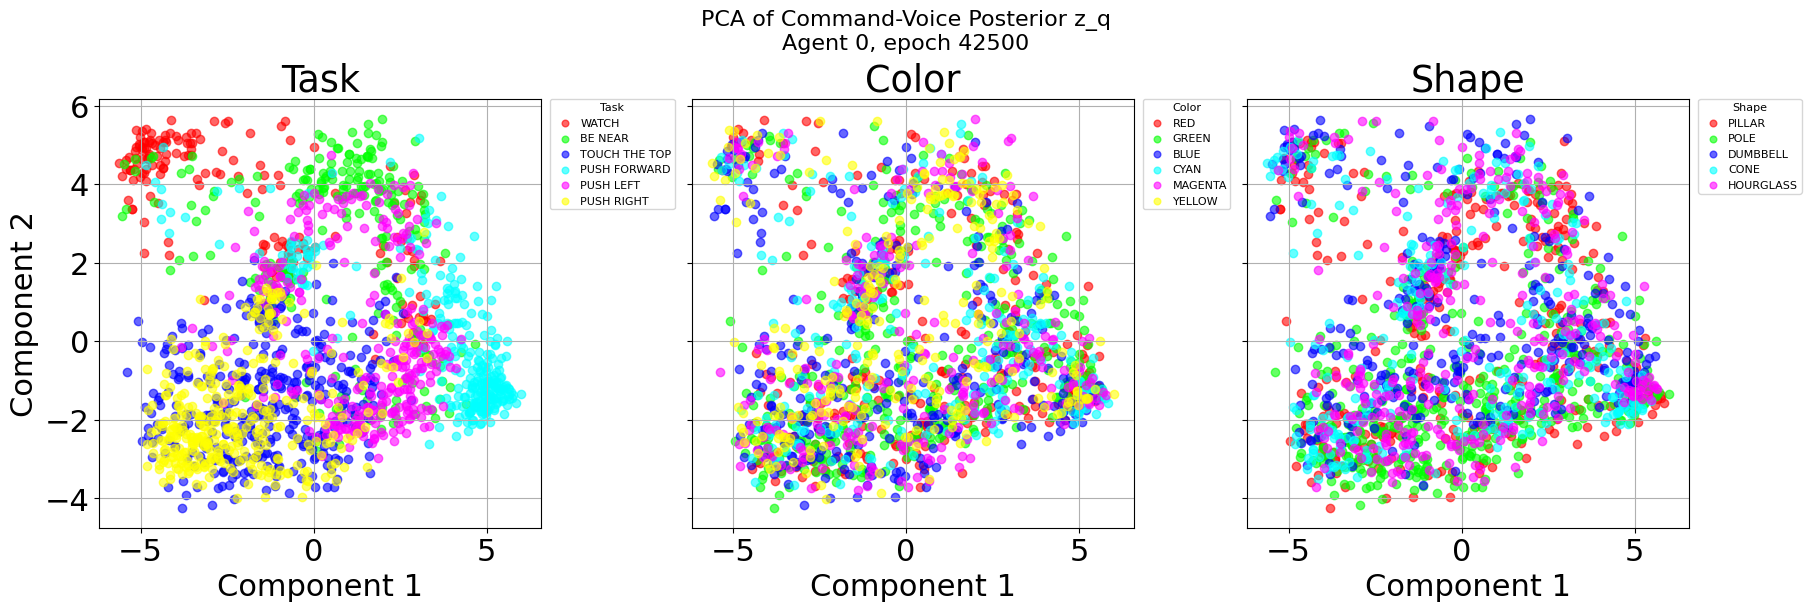 PCA of Command-Voice Posterior z_q
Agent 0, epoch 42500
Task
Color
Shape
Component 2
6
4
2
0
−2
−4
−5 0 5
Component 1
Task
WATCH
BE NEAR
TOUCH THE TOP
PUSH FORWARD
PUSH LEFT
PUSH RIGHT
−5 0 5
Component 1
Color
RED
GREEN
BLUE
CYAN
MAGENTA
YELLOW
−5 0 5
Component 1
Shape
PILLAR
POLE
DUMBBELL
CONE
HOURGLASS